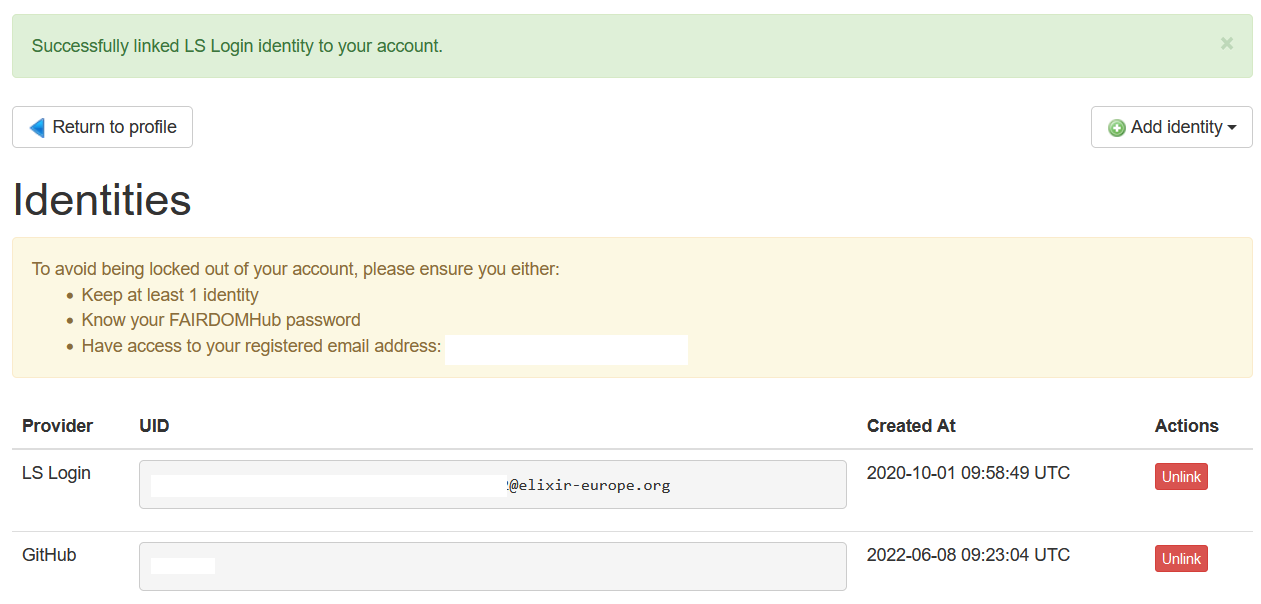 Successfully linked LS Login identity to your account.
×
Return to profile
Add identity
Identities
To avoid being locked out of your account, please ensure you either:
Keep at least 1 identity
Know your FAIRDOMHub password
Have access to your registered email address:
Provider UID Created At Actions
LS Login @elixir-europe.org 2020-10-01 09:58:49 UTC Unlink
GitHub 2022-06-08 09:23:04 UTC Unlink